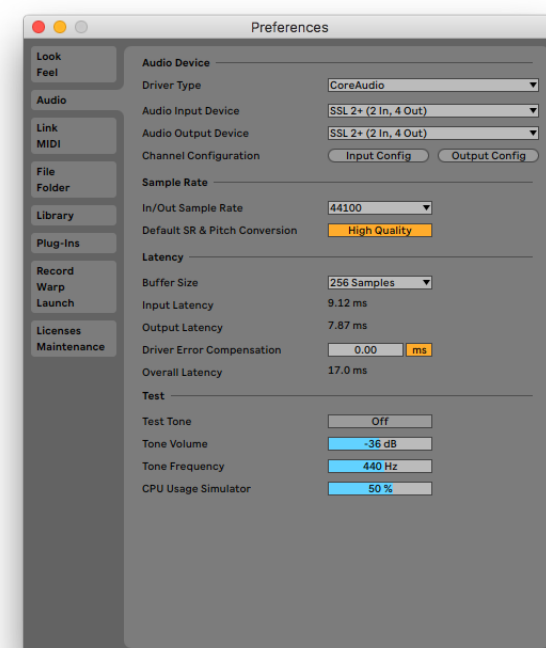 Preferences
Look
Feel
Audio
Link
MIDI
File
Folder
Library
Plug-Ins
Record
Warp
Launch
Licenses
Maintenance
Audio Device
Driver Type CoreAudio
Audio Input Device SSL 2+ (2 In, 4 Out)
Audio Output Device SSL 2+ (2 In, 4 Out)
Channel Configuration Input Config Output Config
Sample Rate
In/Out Sample Rate 44100
Default SR & Pitch Conversion High Quality
Latency
Buffer Size 256 Samples
Input Latency 9.12 ms
Output Latency 7.87 ms
Driver Error Compensation 0.00 ms
Overall Latency 17.0 ms
Test
Test Tone Off
Tone Volume -36 dB
Tone Frequency 440 Hz
CPU Usage Simulator 50 %